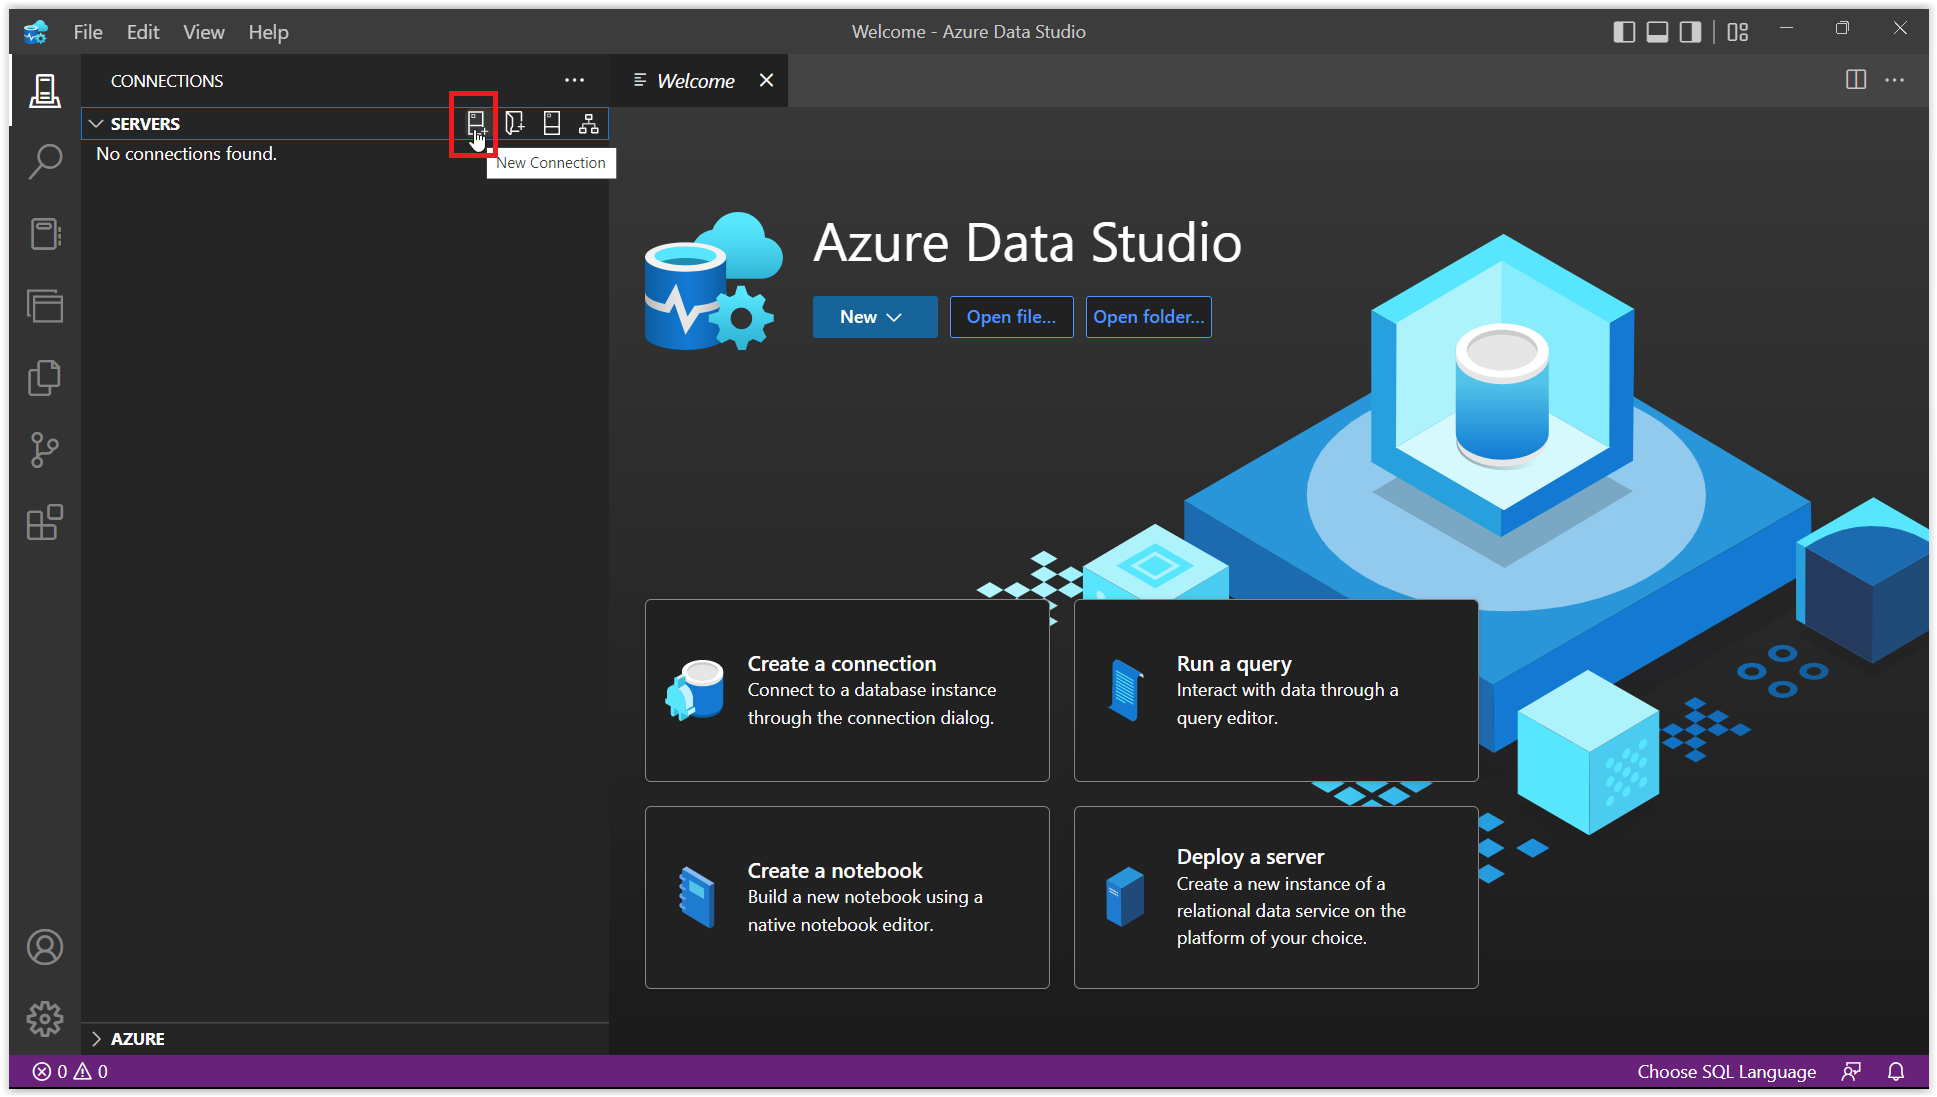 File Edit View Help
Welcome - Azure Data Studio
CONNECTIONS
Welcome
SERVERS
No connections found.
New Connection
Azure Data Studio
New
Open file...
Open folder...
Create a connection
Connect to a database instance
through the connection dialog.
Run a query
Interact with data through a
query editor.
Create a notebook
Build a new notebook using a
native notebook editor.
Deploy a server
Create a new instance of a
relational data service on the
platform of your choice.
AZURE
0 0
Choose SQL Language